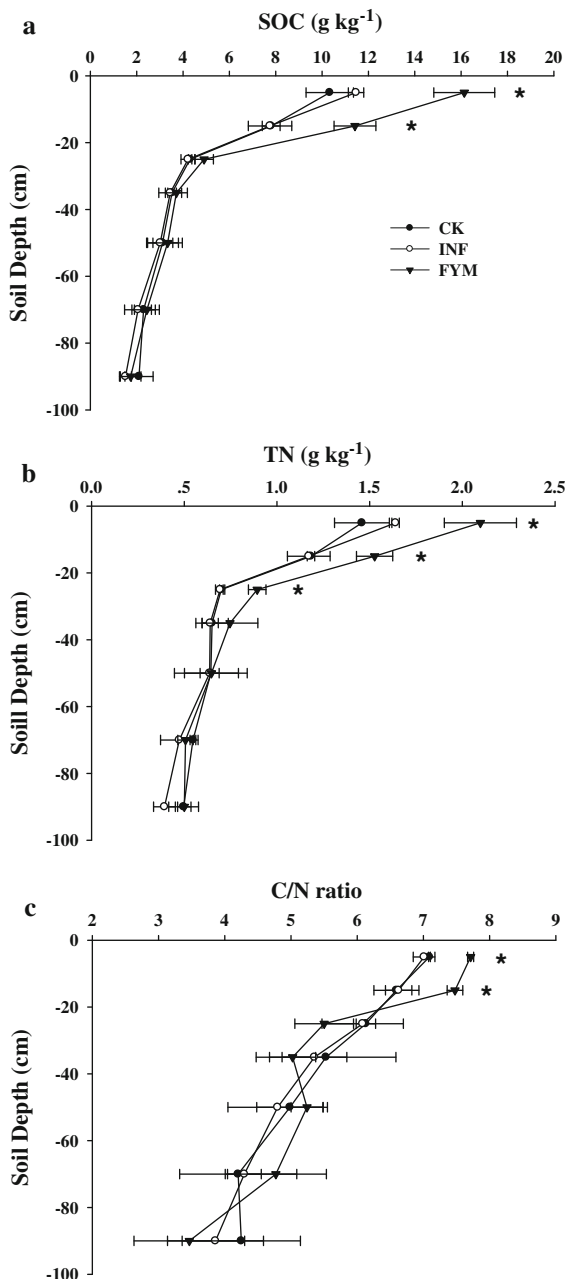 a
SOC (g kg-1)
0 2 4 6 8 10 12 14 16 18 20
0
-20
-40
-60
-80
-100
Soil Depth (cm)
*
*
CK
INF
FYM
b
TN (g kg-1)
0.0 .5 1.0 1.5 2.0 2.5
0
-20
-40
-60
-80
-100
Soill Depth (cm)
*
*
*
c
C/N ratio
2 3 4 5 6 7 8 9
0
-20
-40
-60
-80
-100
Soil Depth (cm)
*
*